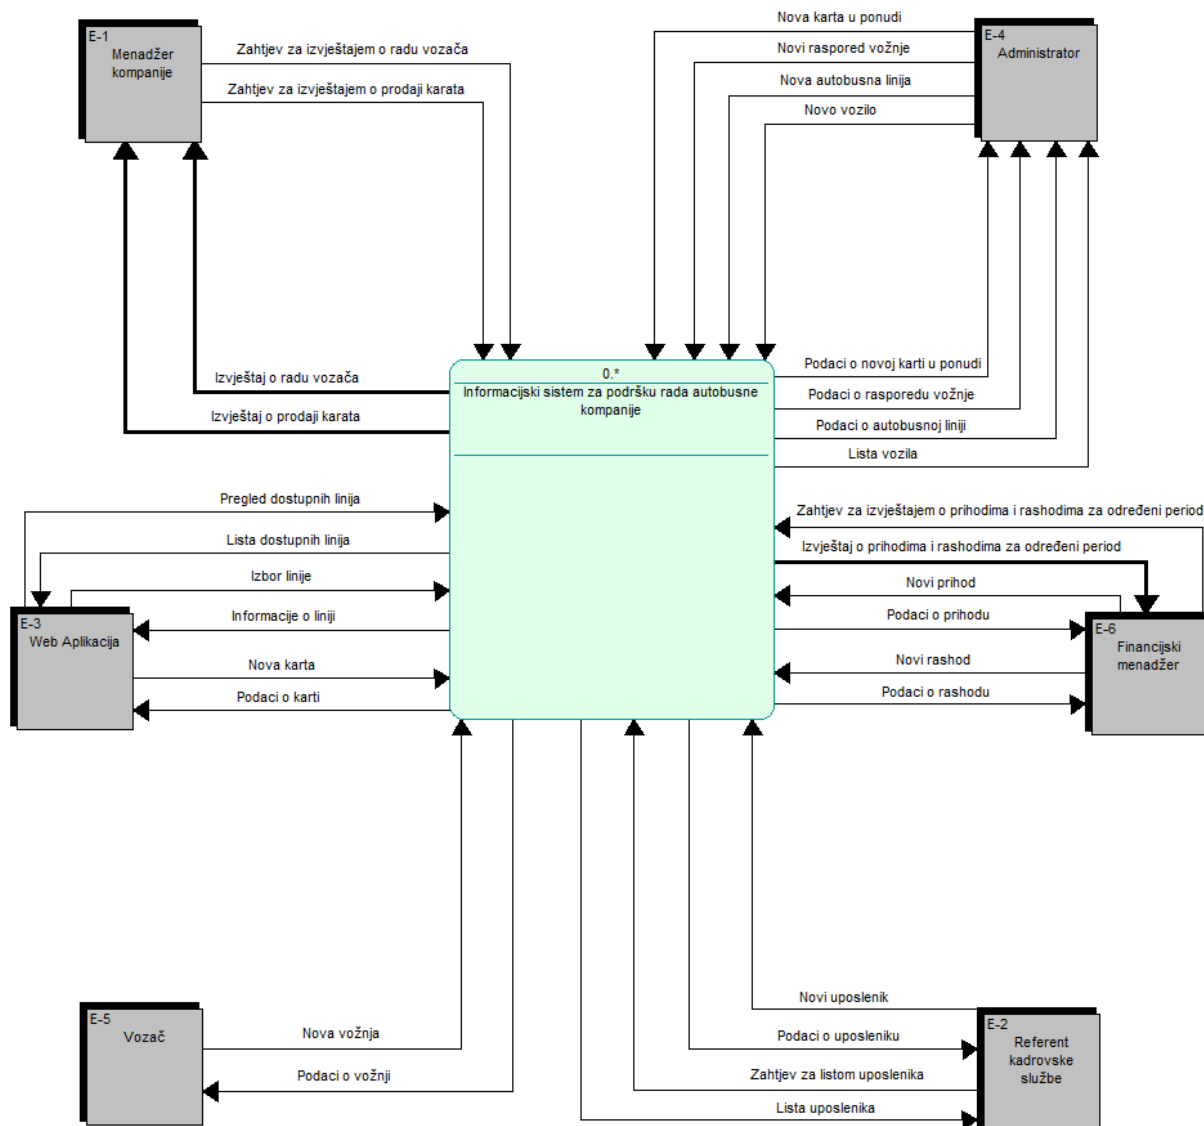 E-1
Menadžer
kompanije
Zahtjev za izvještajem o radu vozača
Zahtjev za izvještajem o prodaji karata
Nova karta u ponudi
Novi raspored vožnje
Nova autobusna linija
Novo vozilo
E-4
Administrator
Izvještaj o radu vozača
Izvještaj o prodaji karata
0.*
Informacijski sistem za podršku rada autobusne
kompanije
Podaci o novoj karti u ponudi
Podaci o rasporedu vožnje
Podaci o autobusnoj liniji
Lista vozila
Pregled dostupnih linija
Lista dostupnih linija
Izbor linije
Informacije o liniji
Nova karta
Podaci o karti
E-3
Web Aplikacija
Zahtjev za izvještajem o prihodima i rashodima za određeni period
Izvještaj o prihodima i rashodima za određeni period
Novi prihod
Podaci o prihodu
Novi rashod
Podaci o rashodu
E-6
Financijski
menadžer
E-5
Vozač
Nova vožnja
Podaci o vožnji
Novi uposlenik
Podaci o uposleniku
Zahtjev za listom uposlenika
Lista uposlenika
E-2
Referent
kadrovske
službe